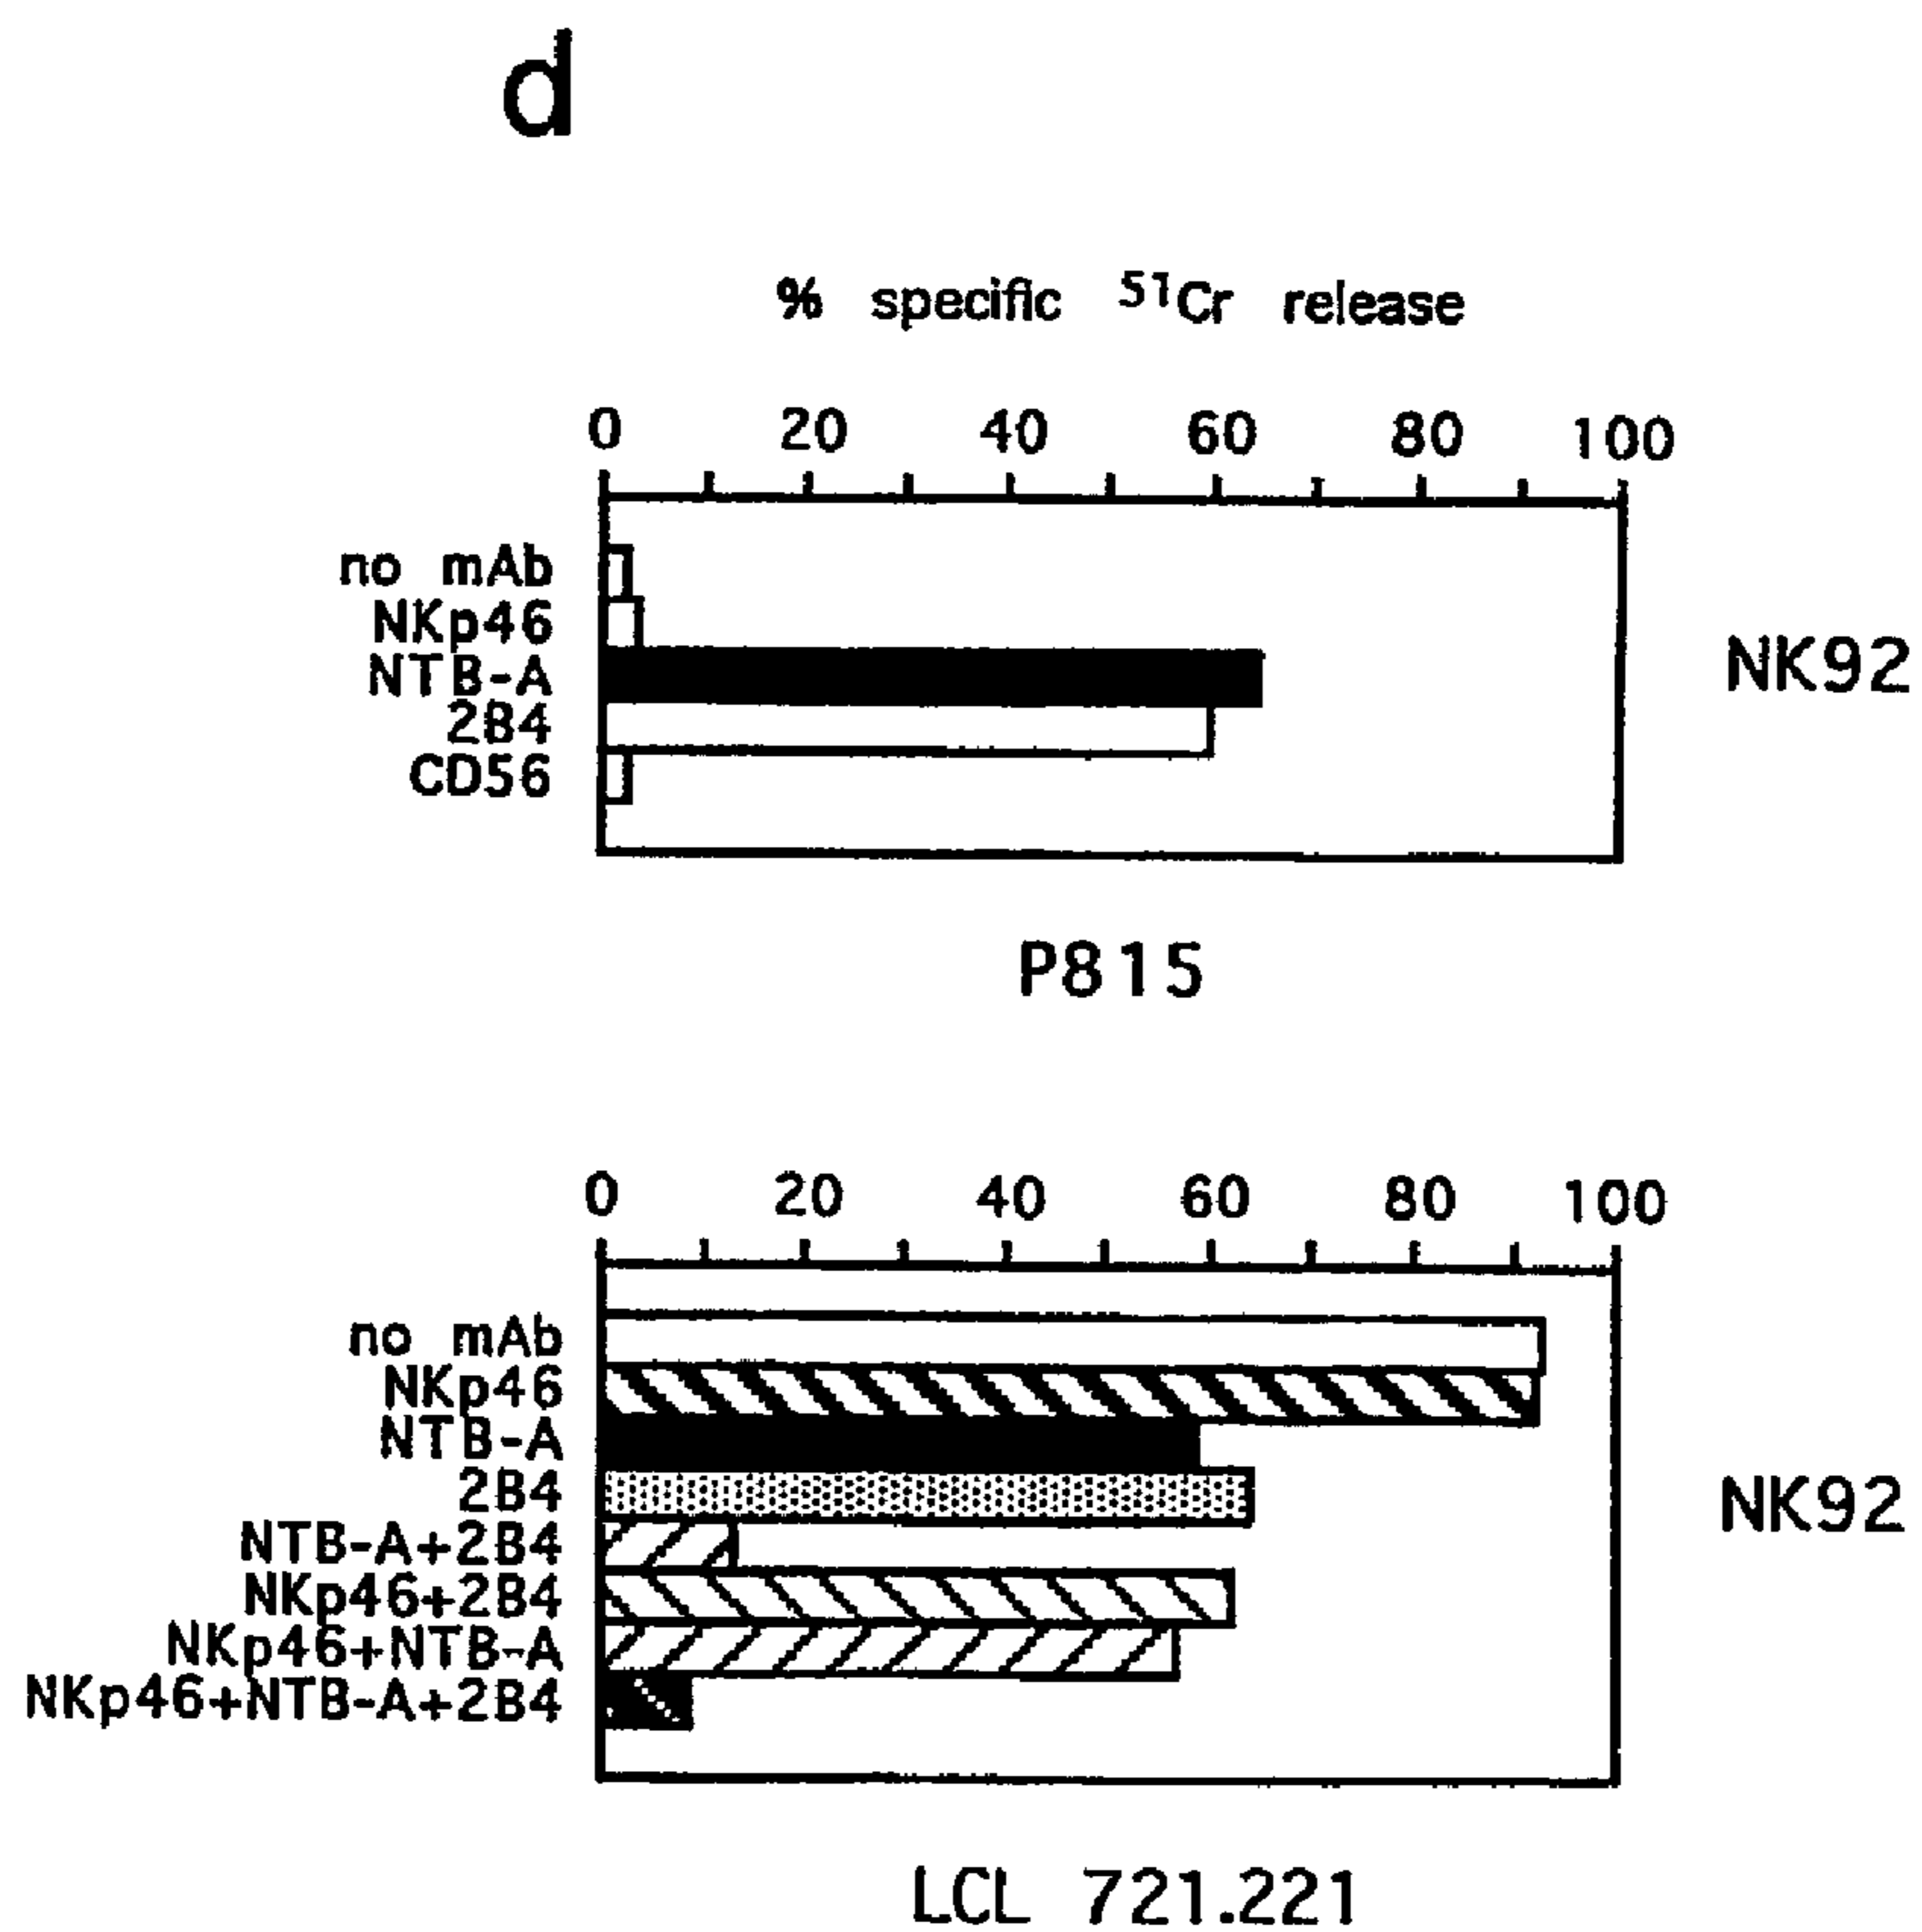 d
% specific 51Cr release
0 20 40 60 80 100
no mAb
NKp46
NTB-A
2B4
CD56
NK92
P815
0 20 40 60 80 100
no mAb
NKp46
NTB-A
2B4
NTB-A+2B4
NKp46+2B4
NKp46+NTB-A
NKp46+NTB-A+2B4
NK92
LCL 721.221